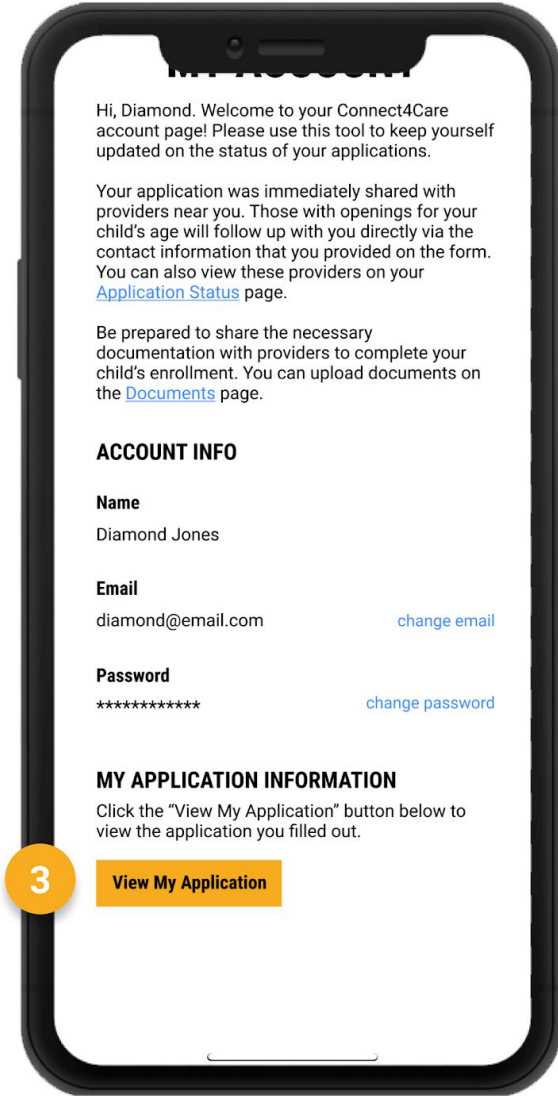 MY ACCOUNT
Hi, Diamond. Welcome to your Connect4Care
account page! Please use this tool to keep yourself
updated on the status of your applications.
Your application was immediately shared with
providers near you. Those with openings for your
child’s age will follow up with you directly via the
contact information that you provided on the form.
You can also view these providers on your
Application Status page.
Be prepared to share the necessary
documentation with providers to complete your
child’s enrollment. You can upload documents on
the Documents page.
ACCOUNT INFO
Name
Diamond Jones
Email
diamond@email.com change email
Password
************ change password
MY APPLICATION INFORMATION
Click the “View My Application” button below to
view the application you filled out.
3 View My Application